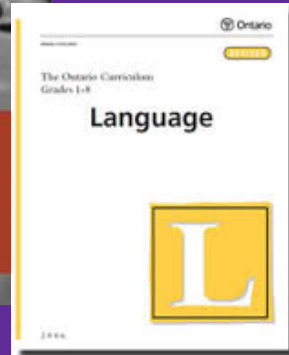 Ontario
REVISED
The Ontario Curriculum
Grades 1-8
Language
L
2006